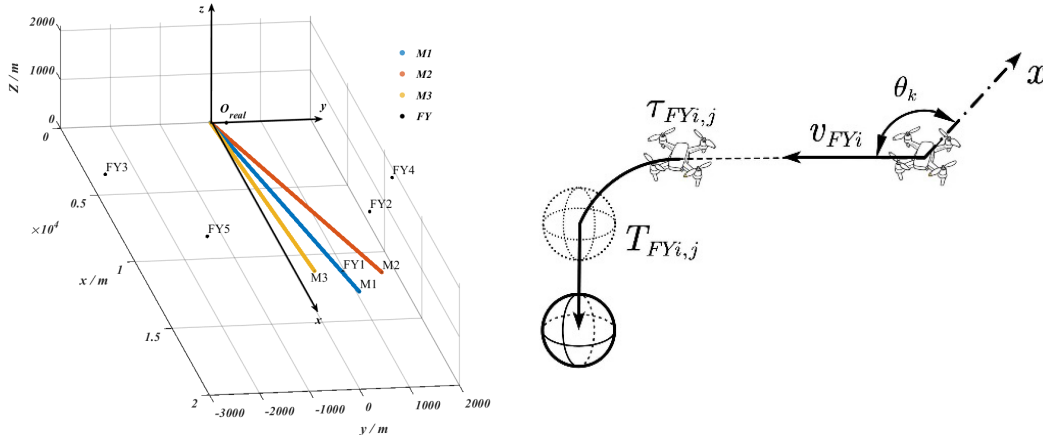 2000
1000
0
Z / m
z
O_real
y
M1
M2
M3
FY
0
0.5
×10^4
1
x / m
1.5
2
FY3
FY4
FY2
FY5
FY1
M3
M2
M1
x
-3000
-2000
-1000
0
1000
2000
y / m
τ_FYi,j
v_FYi
θ_k
x
T_FYi,j